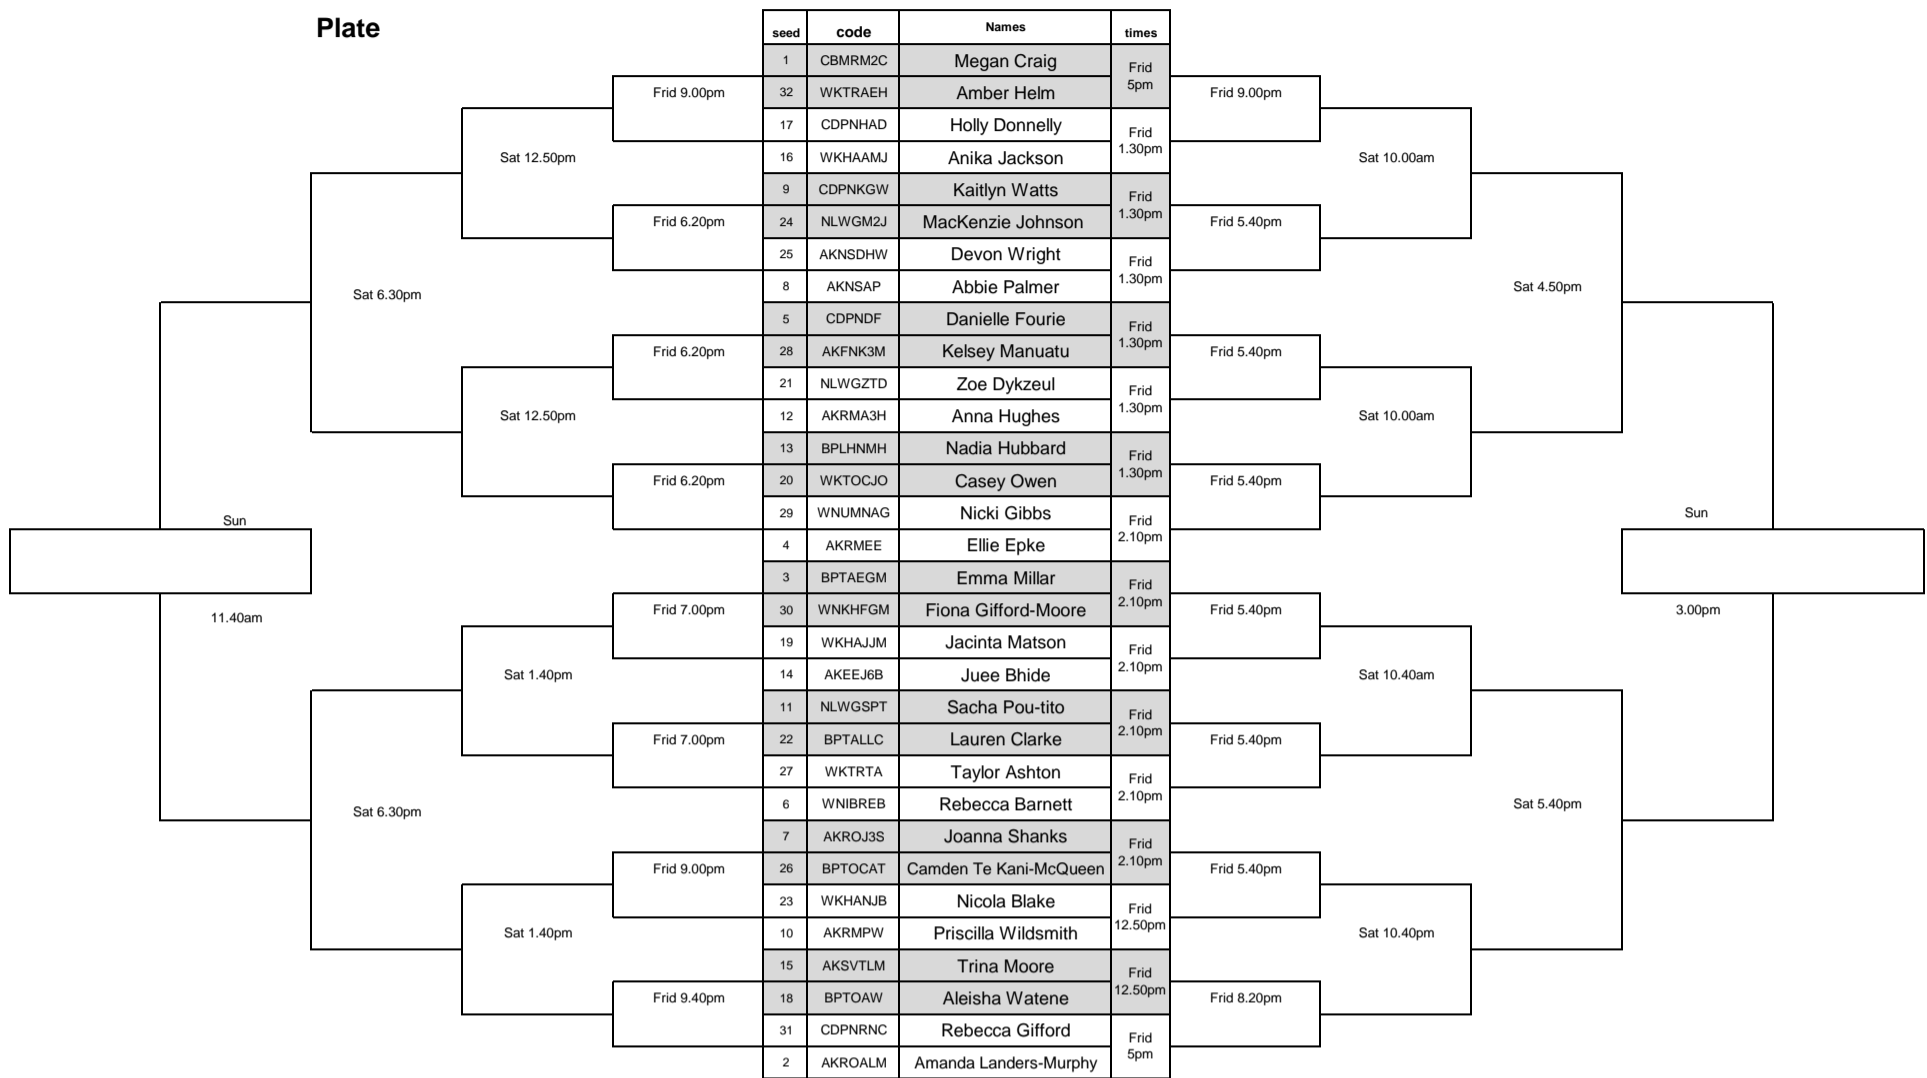 Plate
seed code Names times
1 CBMRM2C Megan Craig Frid
5pm
Frid 9.00pm 32 WKTRAEH Amber Helm Frid 9.00pm
17 CDPNHAD Holly Donnelly Frid
1.30pm
Sat 12.50pm 16 WKHAAMJ Anika Jackson Sat 10.00am
9 CDPNKGW Kaitlyn Watts Frid
1.30pm
Frid 6.20pm 24 NLWGM2J MacKenzie Johnson Frid 5.40pm
25 AKNSDHW Devon Wright Frid
1.30pm
8 AKNSAP Abbie Palmer
Sat 6.30pm Sat 4.50pm
5 CDPNDF Danielle Fourie Frid
1.30pm
Frid 6.20pm 28 AKFNK3M Kelsey Manuatu Frid 5.40pm
21 NLWGZTD Zoe Dykzeul Frid
1.30pm
Sat 12.50pm 12 AKRMA3H Anna Hughes Sat 10.00am
13 BPLHNMH Nadia Hubbard Frid
1.30pm
Frid 6.20pm 20 WKTOCJO Casey Owen Frid 5.40pm
Sun 29 WNUMNAG Nicki Gibbs Frid Sun
2.10pm
4 AKRMEE Ellie Epke
3 BPTAEGM Emma Millar Frid
2.10pm
Frid 7.00pm 30 WNKHFGM Fiona Gifford-Moore Frid 5.40pm
11.40am 3.00pm
19 WKHAJJM Jacinta Matson Frid
2.10pm
Sat 1.40pm 14 AKEEJ6B Juee Bhide Sat 10.40am
11 NLWGSPT Sacha Pou-tito Frid
2.10pm
Frid 7.00pm 22 BPTALLC Lauren Clarke Frid 5.40pm
27 WKTRTA Taylor Ashton Frid
2.10pm
Sat 6.30pm 6 WNIBREB Rebecca Barnett Sat 5.40pm
7 AKROJ3S Joanna Shanks Frid
2.10pm
Frid 9.00pm 26 BPTOCAT Camden Te Kani-McQueen Frid 5.40pm
23 WKHANJB Nicola Blake Frid
12.50pm
Sat 1.40pm 10 AKRMPW Priscilla Wildsmith Sat 10.40pm
15 AKSVTLM Trina Moore Frid
12.50pm
Frid 9.40pm 18 BPTOAW Aleisha Watene Frid 8.20pm
31 CDPNRNC Rebecca Gifford Frid
5pm
2 AKROALM Amanda Landers-Murphy